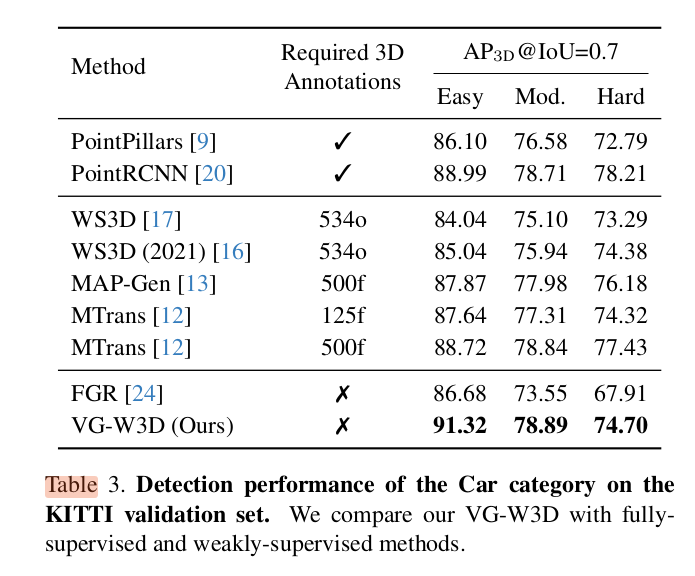 Method Required 3D Annotations AP3D@IoU=0.7
Easy Mod. Hard
PointPillars [9] ✓ 86.10 76.58 72.79
PointRCNN [20] ✓ 88.99 78.71 78.21
WS3D [17] 534o 84.04 75.10 73.29
WS3D (2021) [16] 534o 85.04 75.94 74.38
MAP-Gen [13] 500f 87.87 77.98 76.18
MTrans [12] 125f 87.64 77.31 74.32
MTrans [12] 500f 88.72 78.84 77.43
FGR [24] ✗ 86.68 73.55 67.91
VG-W3D (Ours) ✗ 91.32 78.89 74.70
Table 3. Detection performance of the Car category on the
KITTI validation set. We compare our VG-W3D with fully-
supervised and weakly-supervised methods.